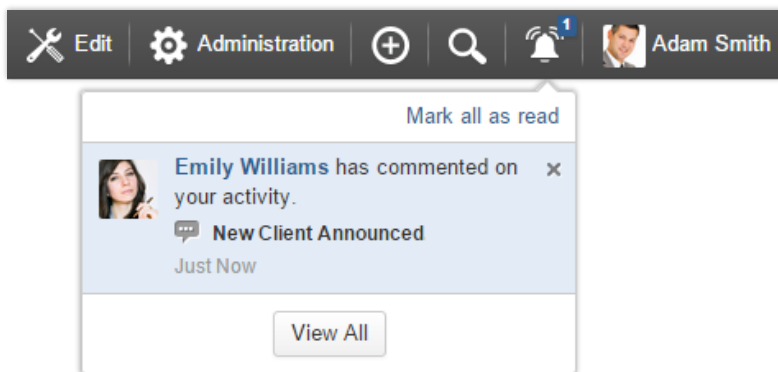 Edit Administration 1 Adam Smith
Mark all as read
Emily Williams has commented on
your activity.
New Client Announced
Just Now
View All